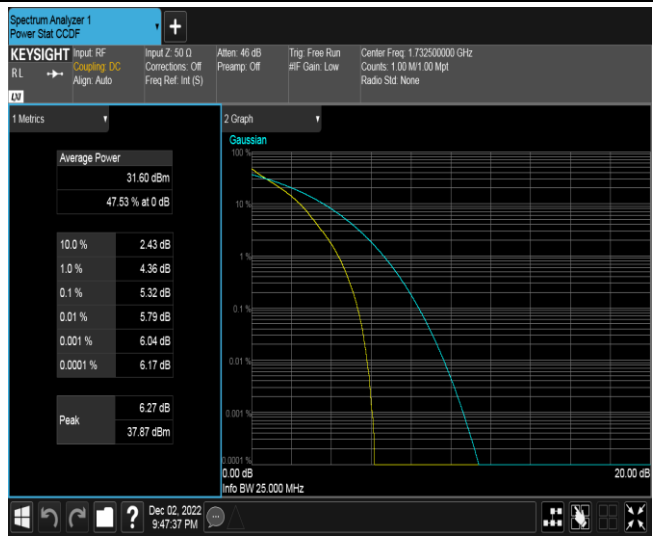 Spectrum Analyzer 1
Power Stat CCDF
+
KEYSIGHT
RL
LXI
Input: RF
Coupling: DC
Align: Auto
Input Z: 50 Ω
Corrections: Off
Freq Ref: Int (S)
Atten: 46 dB
Preamp: Off
Trig: Free Run
#IF Gain: Low
Center Freq: 1.732500000 GHz
Counts: 1.00 M/1.00 Mpt
Radio Std: None
1 Metrics
Average Power
31.60 dBm
47.53 % at 0 dB
10.0 % 2.43 dB
1.0 % 4.36 dB
0.1 % 5.32 dB
0.01 % 5.79 dB
0.001 % 6.04 dB
0.0001 % 6.17 dB
Peak
6.27 dB
37.87 dBm
2 Graph
Gaussian
100 %
10 %
1 %
0.1 %
0.01 %
0.001 %
0.0001 %
0.00 dB 20.00 dB
Info BW 25.000 MHz
?
Dec 02, 2022
9:47:37 PM